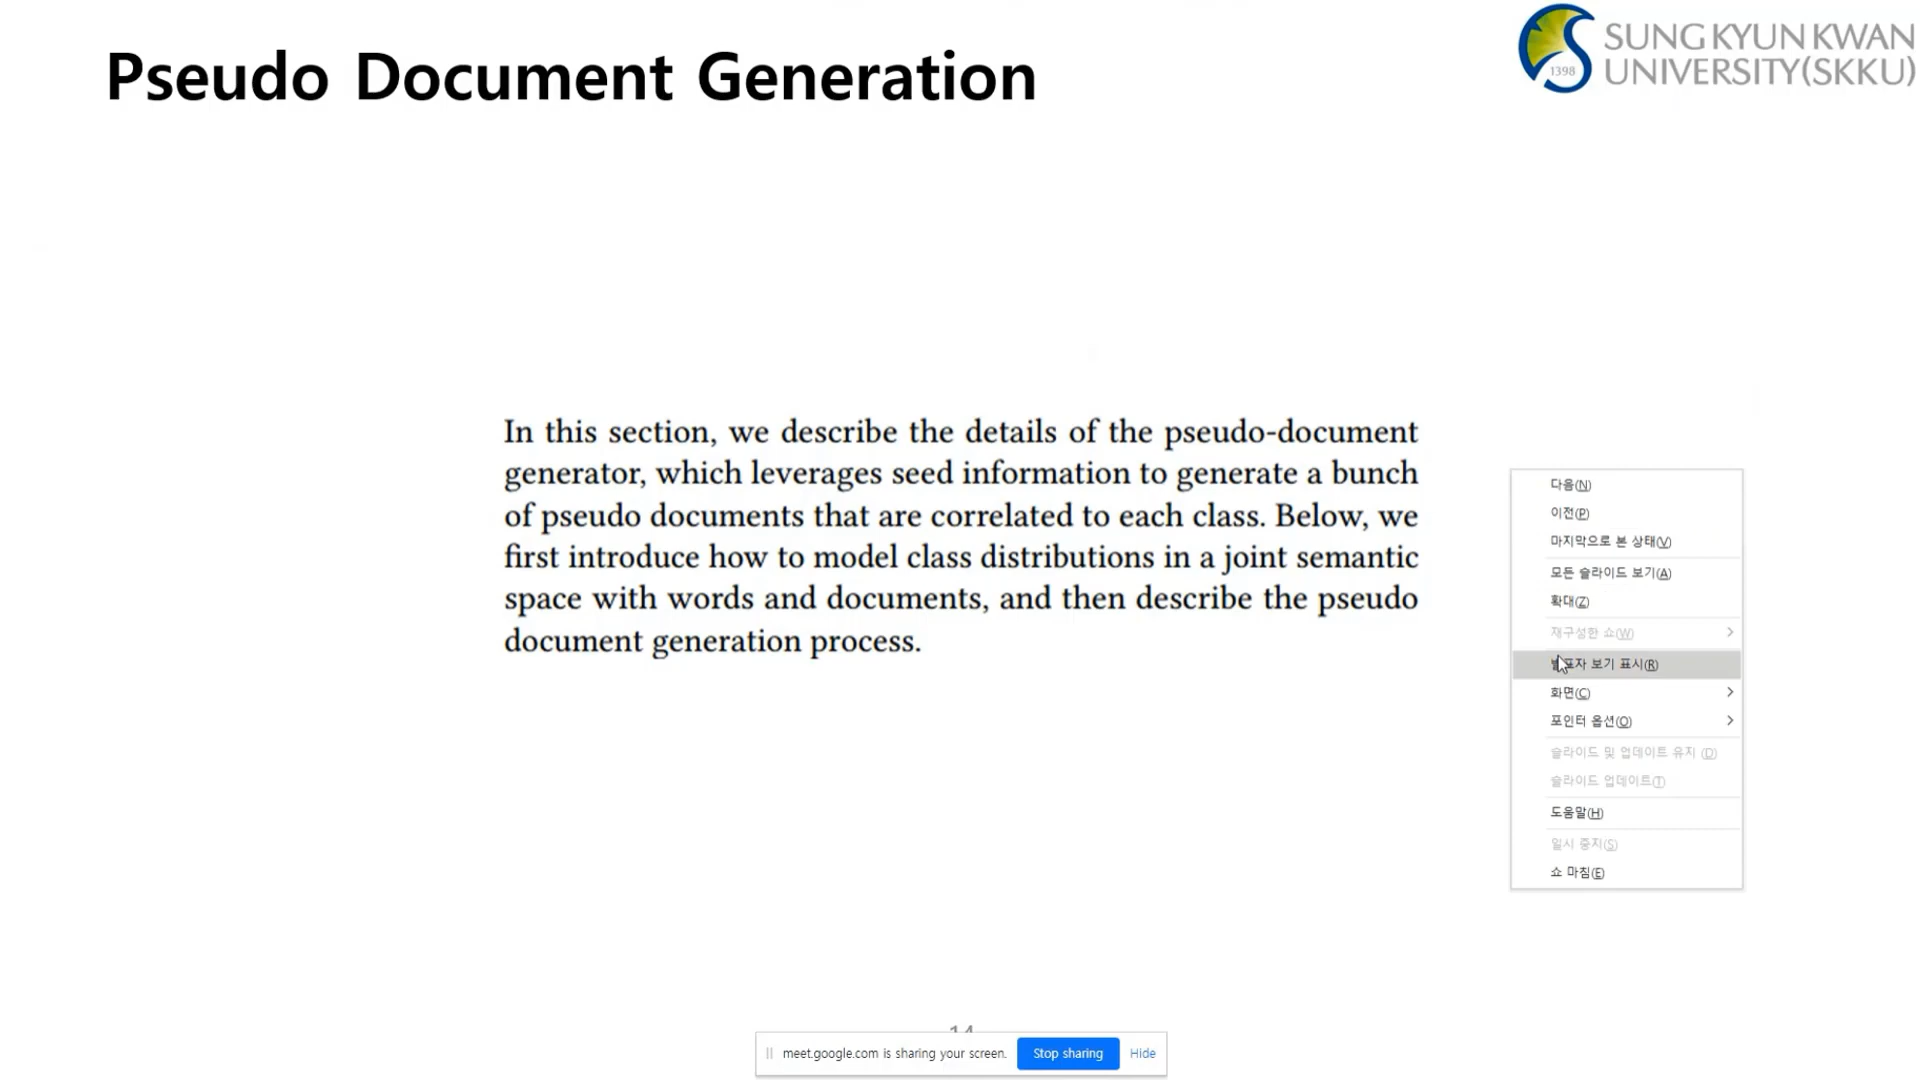 Pseudo Document Generation
SUNG KYUN KWAN
UNIVERSITY(SKKU)
1398
In this section, we describe the details of the pseudo-document
generator, which leverages seed information to generate a bunch
of pseudo documents that are correlated to each class. Below, we
first introduce how to model class distributions in a joint semantic
space with words and documents, and then describe the pseudo
document generation process.
다음(N)
이전(P)
마지막으로 본 상태(V)
모든 슬라이드 보기(A)
확대(Z)
재구성한 쇼(W)
보기 표시(R)
화면(C)
포인터 옵션(O)
슬라이드 및 업데이트 유지 (D)
슬라이드 업데이트(T)
도움말(H)
일시 중지(S)
쇼 마침(E)
14
meet.google.com is sharing your screen.
Stop sharing
Hide